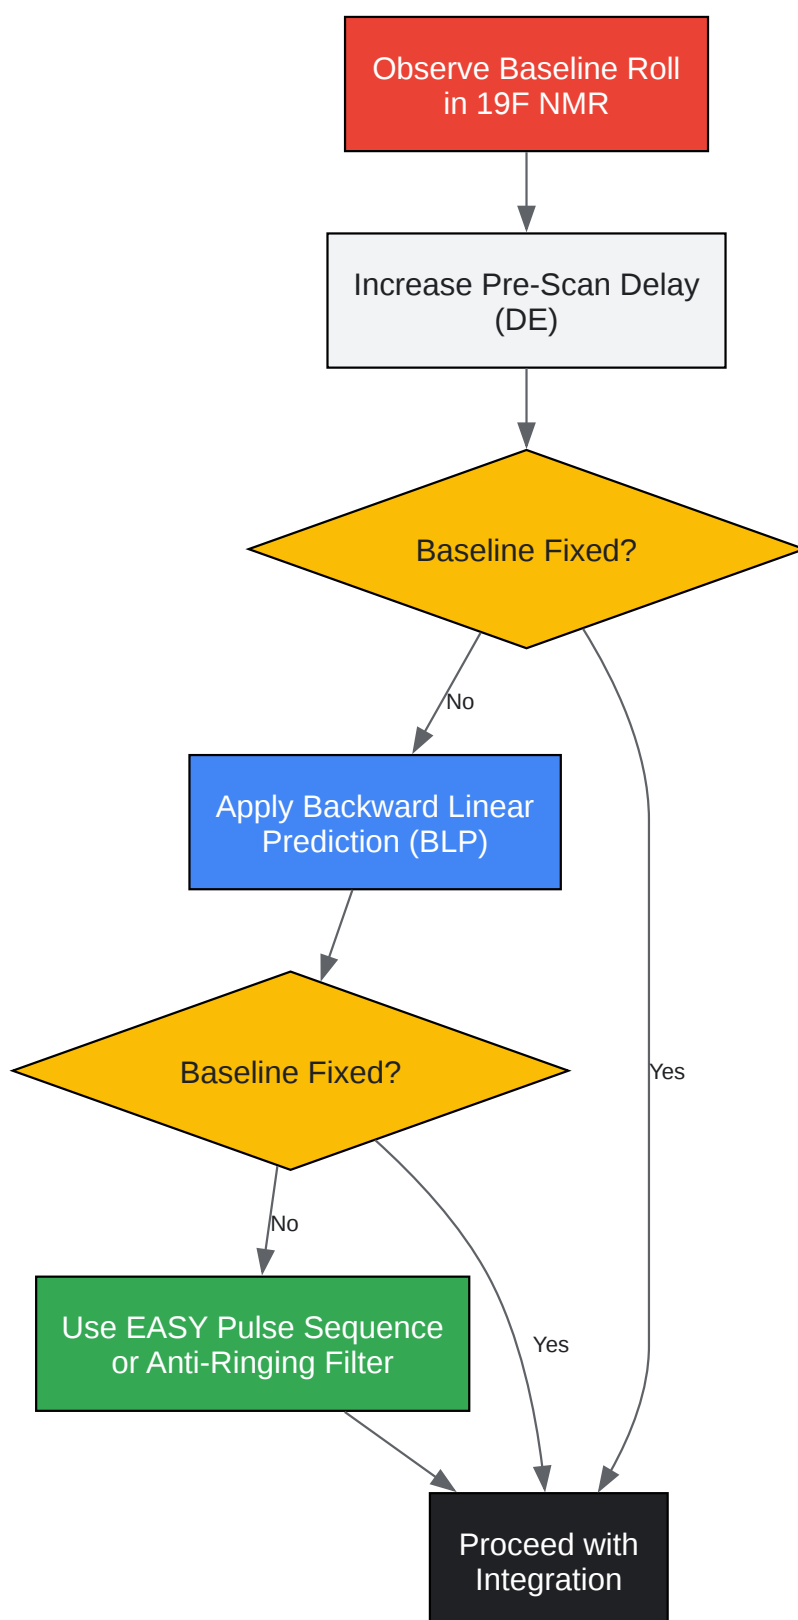 Observe Baseline Roll
in 19F NMR
Increase Pre-Scan Delay
(DE)
Baseline Fixed?
No
Apply Backward Linear
Prediction (BLP)
Yes
Baseline Fixed?
No
Use EASY Pulse Sequence
or Anti-Ringing Filter
Yes
Proceed with
Integration